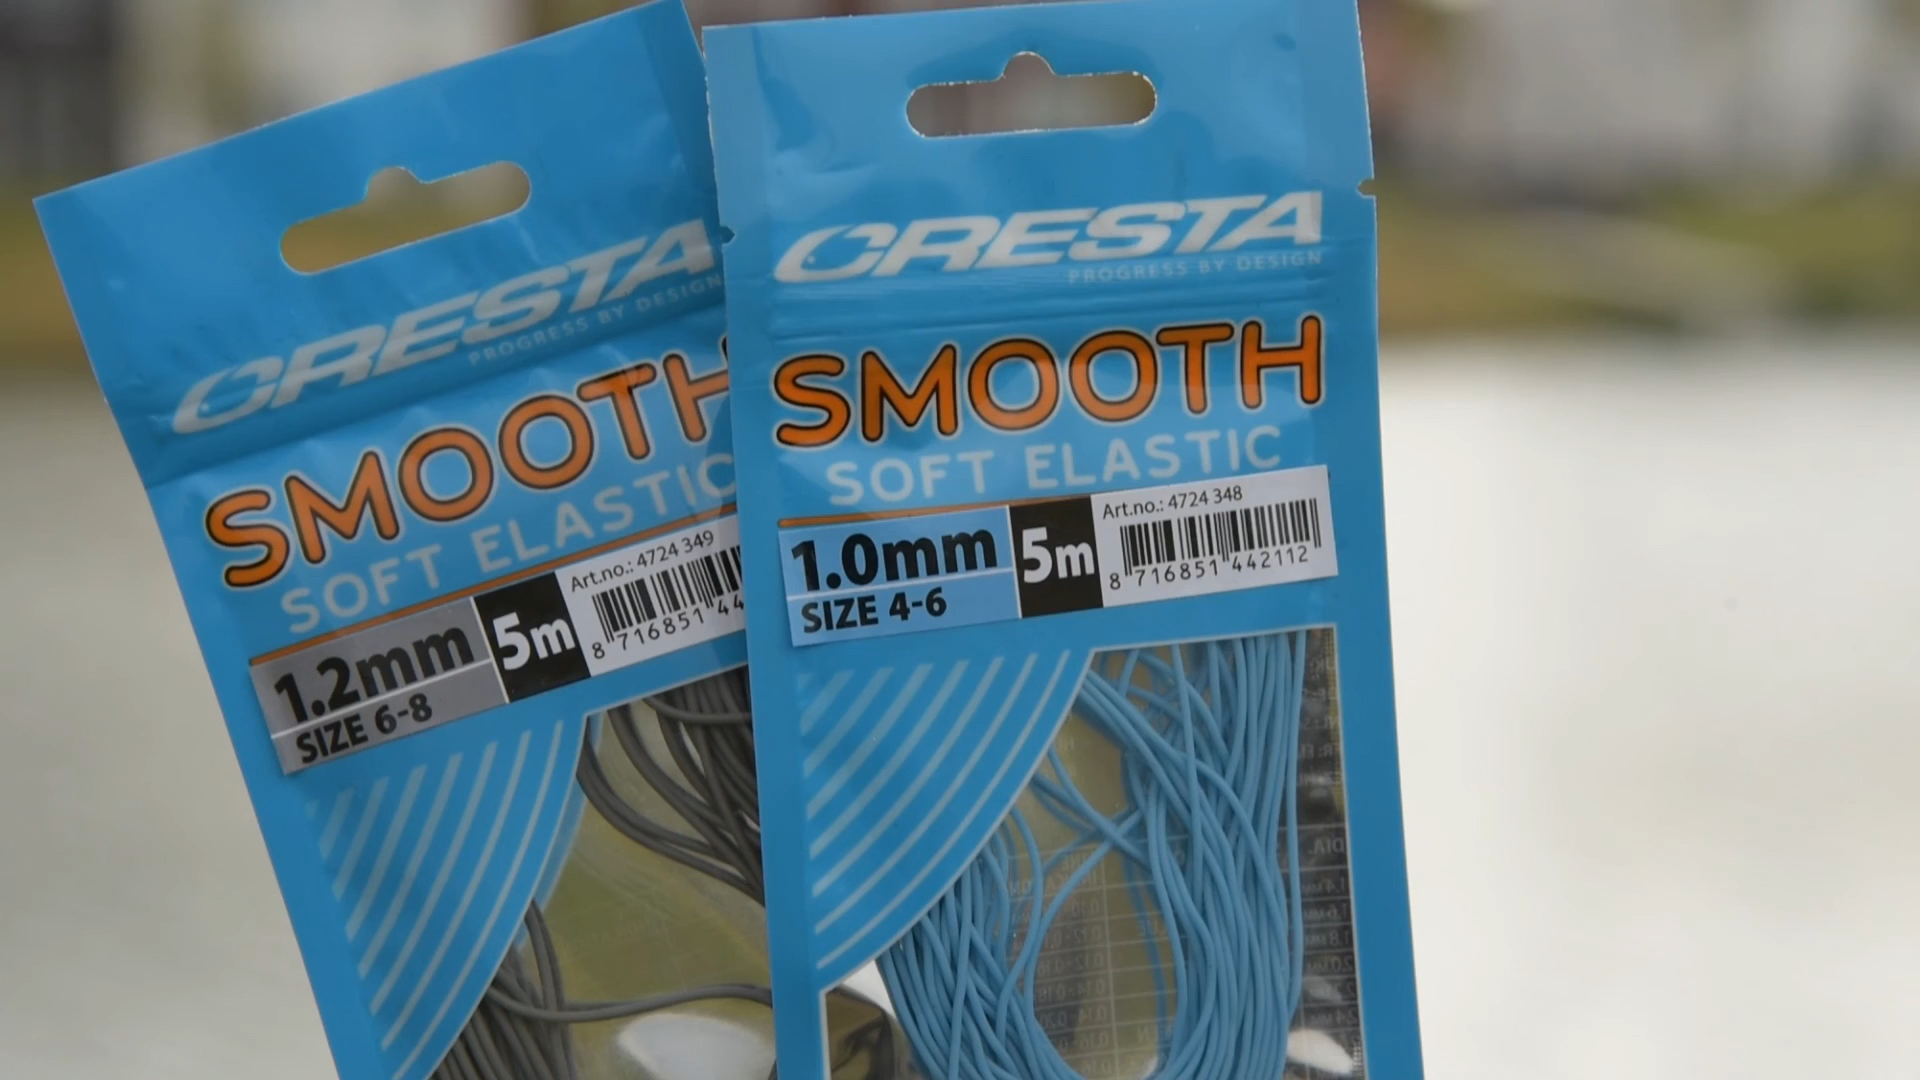 CRESTA
PROGRESS BY DESIGN
SMOOTH
SOFT ELASTIC
1.2mm
SIZE 6-8
5m
Art.no.: 4724 349
8 716851 44
CRESTA
PROGRESS BY DESIGN
SMOOTH
SOFT ELASTIC
1.0mm
SIZE 4-6
5m
Art.no.: 4724 348
8 716851 442112